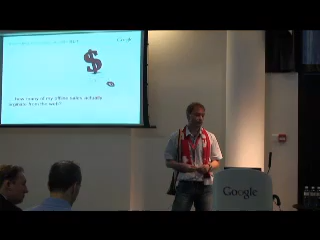 Google
... how many of my offline sales actually
originate from the web?
Google